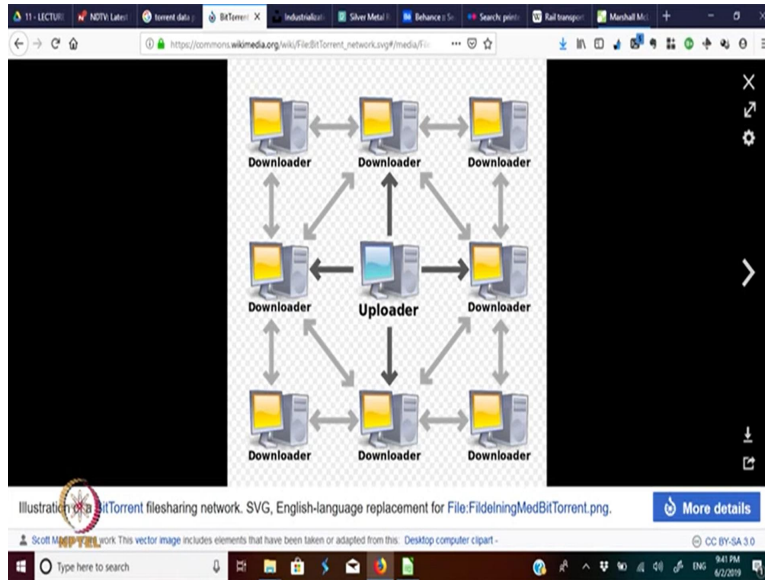 11 - LECTURE
NDTV: Latest
torrent data
BitTorrent
Silver Metal
Behance
Search: print
Rail transport
https://commons.wikimedia.org/wiki/File:BitTorrent_network.svg#/media/File
Downloader Downloader Downloader
Downloader Uploader Downloader
Downloader Downloader Downloader
Illustration of a BitTorrent filesharing network. SVG, English-language replacement for File:FildelningMedBitTorrent.png.
More details
Scott work This vector image includes elements that have been taken or adapted from this: Desktop computer clipart -
CC BY-SA 3.0
NPTEL
Type here to search
ENG
9:41 PM
6/2/2019